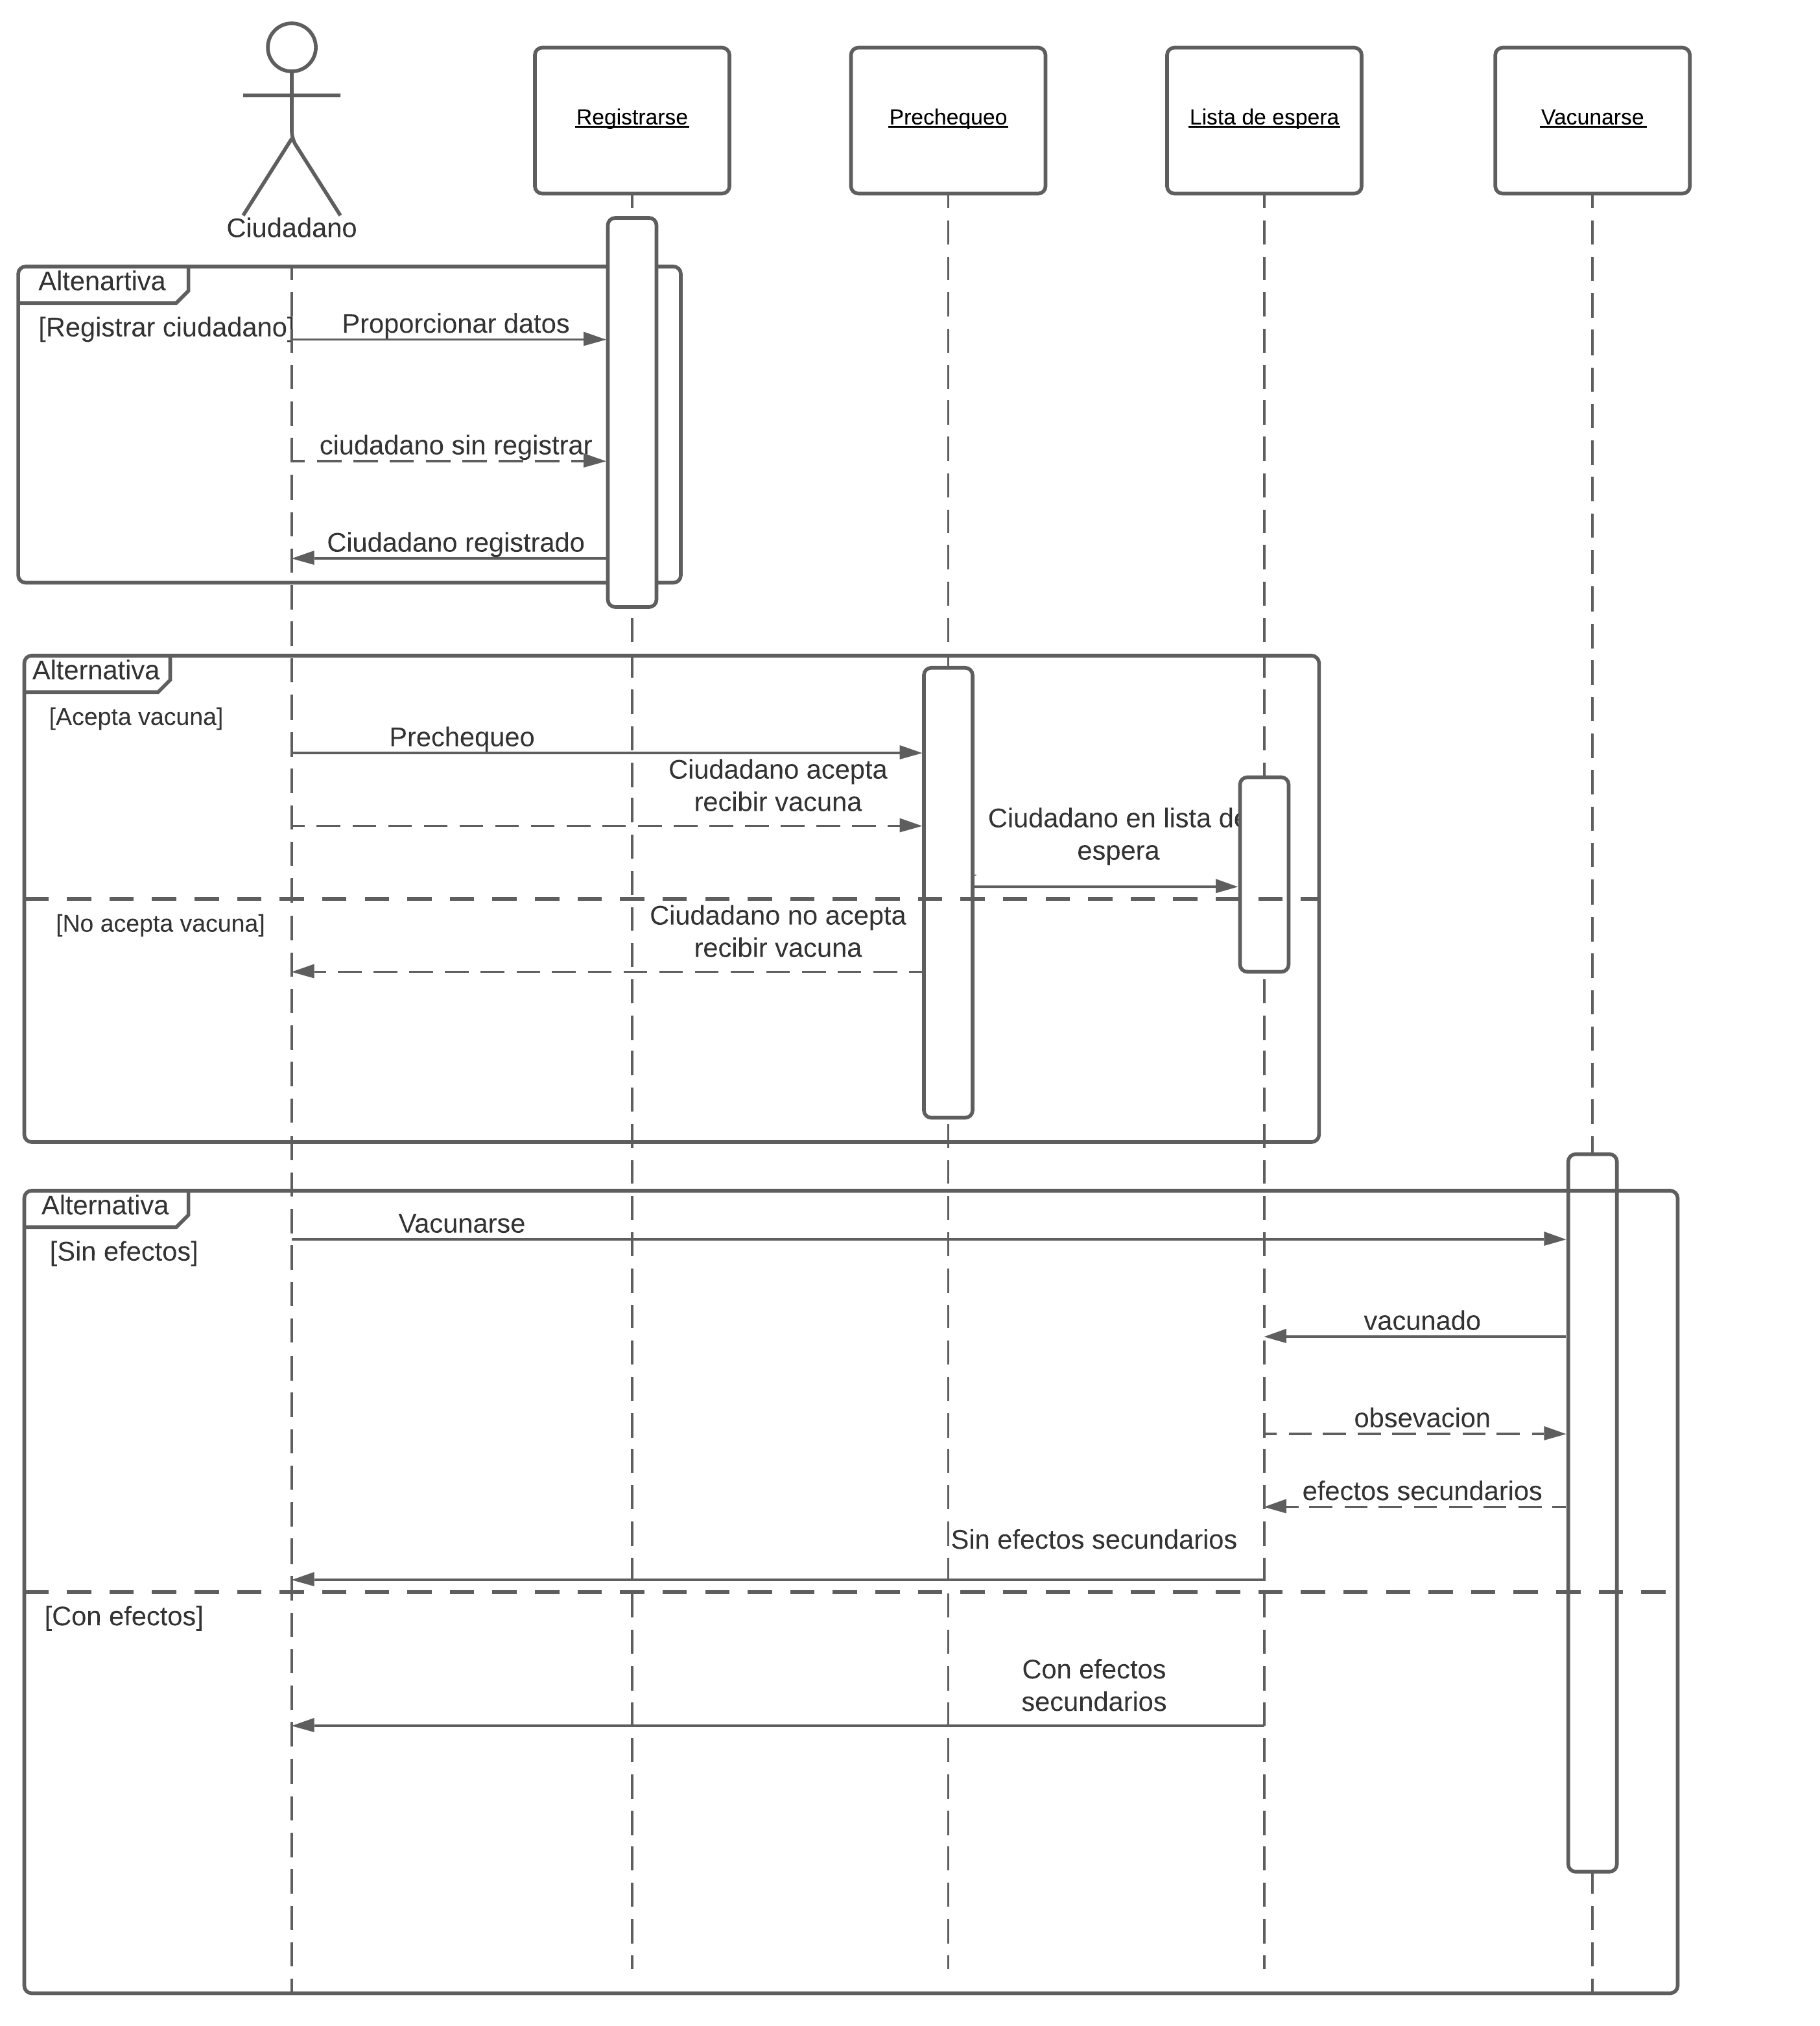 Registrarse
Prechequeo
Lista de espera
Vacunarse
Ciudadano
Altenartiva
[Registrar ciudadano]
Proporcionar datos
ciudadano sin registrar
Ciudadano registrado
Alternativa
[Acepta vacuna]
Prechequeo
Ciudadano acepta
recibir vacuna
Ciudadano en lista de
espera
[No acepta vacuna]
Ciudadano no acepta
recibir vacuna
Alternativa
Vacunarse
[Sin efectos]
vacunado
obsevacion
efectos secundarios
Sin efectos secundarios
[Con efectos]
Con efectos
secundarios